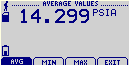 AVERAGE VALUES
14.299 PSIA
AVG MIN MAX EXIT